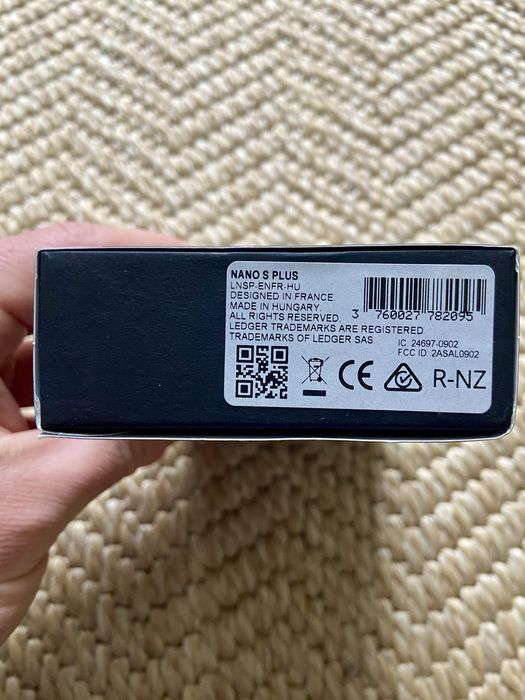 NANO S PLUS
LNSP-ENFR-HU
DESIGNED IN FRANCE.
MADE IN HUNGARY.
ALL RIGHTS RESERVED.
3 760027 782095
LEDGER TRADEMARKS ARE REGISTERED
TRADEMARKS OF LEDGER SAS.
IC: 24697-0902
FCC ID: 2ASAL0902
CE
R-NZ